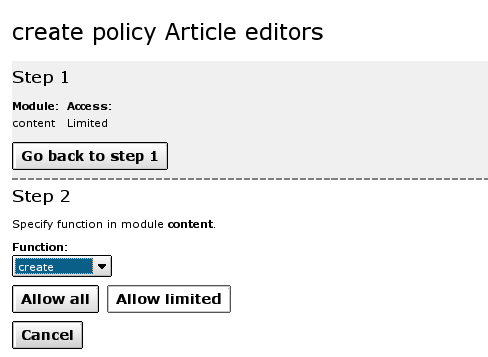 create policy Article editors
Step 1
Module: Access:
content Limited
Go back to step 1
Step 2
Specify function in module content.
Function:
create
Allow all Allow limited
Cancel